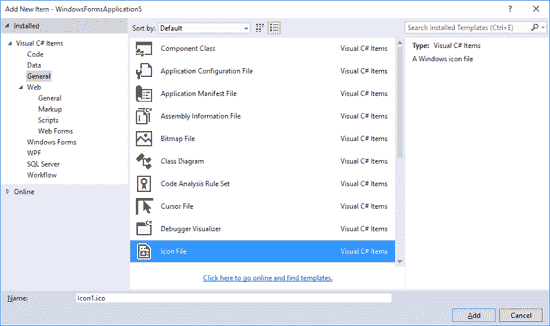 Add New Item - WindowsFormsApplication5
Installed
Sort by: Default
Search Installed Templates (Ctrl+E)
Visual C# Items
Code
Data
General
Web
General
Markup
Scripts
Web Forms
Windows Forms
WPF
SQL Server
Workflow
Online
Component Class Visual C# Items
Application Configuration File Visual C# Items
Application Manifest File Visual C# Items
Assembly Information File Visual C# Items
Bitmap File Visual C# Items
Class Diagram Visual C# Items
Code Analysis Rule Set Visual C# Items
Cursor File Visual C# Items
Debugger Visualizer Visual C# Items
Icon File Visual C# Items
Click here to go online and find templates.
Type: Visual C# Items
A Windows icon file
Name: Icon1.ico
Add Cancel